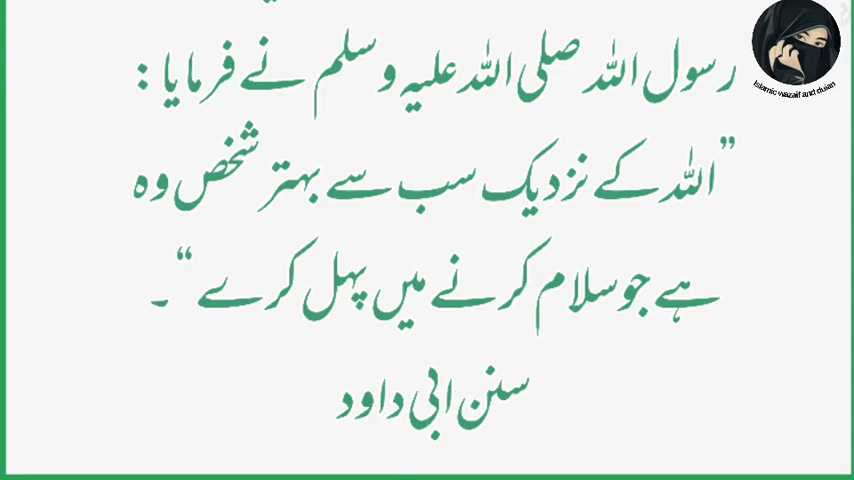 رسول اللہ صلی اللہ علیہ وسلم نے فرمایا :
”اللہ کے نزدیک سب سے بہتر شخص وہ
ہے جو سلام کرنے میں پہل کرے“۔
سنن ابی داود
Islamic wazaif and duian